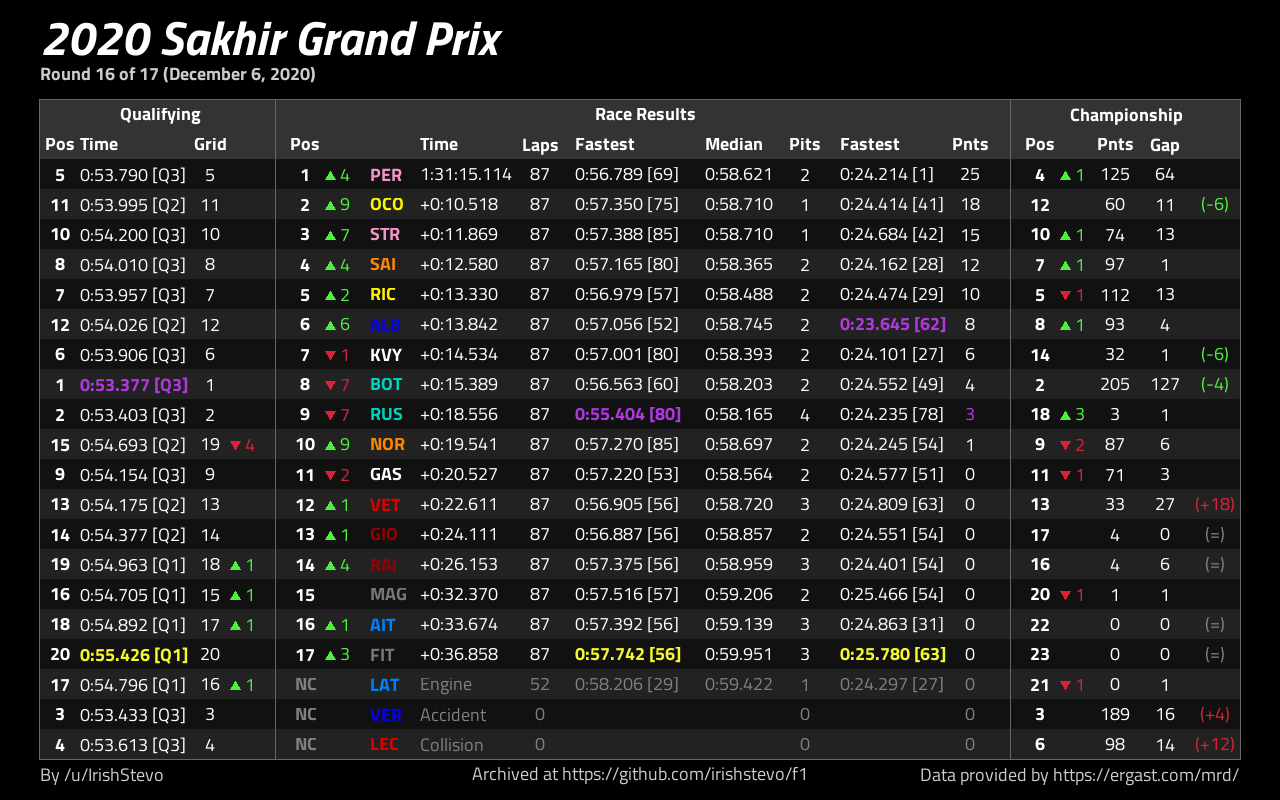 2020 Sakhir Grand Prix
Round 16 of 17 (December 6, 2020)
Qualifying Race Results Championship
Pos Time Grid Pos Time Laps Fastest Median Pits Fastest Pnts Pos Pnts Gap
5 0:53.790 [Q3] 5 1 ▲4 PER 1:31:15.114 87 0:56.789 [69] 0:58.621 2 0:24.214 [1] 25 4 ▲1 125 64
11 0:53.995 [Q2] 11 2 ▲9 OCO +0:10.518 87 0:57.350 [75] 0:58.710 1 0:24.414 [41] 18 12 60 11 (-6)
10 0:54.200 [Q3] 10 3 ▲7 STR +0:11.869 87 0:57.388 [85] 0:58.710 1 0:24.684 [42] 15 10 ▲1 74 13
8 0:54.010 [Q3] 8 4 ▲4 SAI +0:12.580 87 0:57.165 [80] 0:58.365 2 0:24.162 [28] 12 7 ▲1 97 1
7 0:53.957 [Q3] 7 5 ▲2 RIC +0:13.330 87 0:56.979 [57] 0:58.488 2 0:24.474 [29] 10 5 ▼1 112 13
12 0:54.026 [Q2] 12 6 ▲6 ALB +0:13.842 87 0:57.056 [52] 0:58.745 2 0:23.645 [62] 8 8 ▲1 93 4
6 0:53.906 [Q3] 6 7 ▼1 KVY +0:14.534 87 0:57.001 [80] 0:58.393 2 0:24.101 [27] 6 14 32 1 (-6)
1 0:53.377 [Q3] 1 8 ▼7 BOT +0:15.389 87 0:56.563 [60] 0:58.203 2 0:24.552 [49] 4 2 205 127 (-4)
2 0:53.403 [Q3] 2 9 ▼7 RUS +0:18.556 87 0:55.404 [80] 0:58.165 4 0:24.235 [78] 3 18 ▲3 3 1
15 0:54.693 [Q2] 19 ▼4 10 ▲9 NOR +0:19.541 87 0:57.270 [85] 0:58.697 2 0:24.245 [54] 1 9 ▼2 87 6
9 0:54.154 [Q3] 9 11 ▼2 GAS +0:20.527 87 0:57.220 [53] 0:58.564 2 0:24.577 [51] 0 11 ▼1 71 3
13 0:54.175 [Q2] 13 12 ▲1 VET +0:22.611 87 0:56.905 [56] 0:58.720 3 0:24.809 [63] 0 13 33 27 (+18)
14 0:54.377 [Q2] 14 13 ▲1 GIO +0:24.111 87 0:56.887 [56] 0:58.857 2 0:24.551 [54] 0 17 4 0 (=)
19 0:54.963 [Q1] 18 ▲1 14 ▲4 RAI +0:26.153 87 0:57.375 [56] 0:58.959 3 0:24.401 [54] 0 16 4 6 (=)
16 0:54.705 [Q1] 15 ▲1 15 MAG +0:32.370 87 0:57.516 [57] 0:59.206 2 0:25.466 [54] 0 20 ▼1 1 1
18 0:54.892 [Q1] 17 ▲1 16 ▲1 AIT +0:33.674 87 0:57.392 [56] 0:59.139 3 0:24.863 [31] 0 22 0 0 (=)
20 0:55.426 [Q1] 20 17 ▲3 FIT +0:36.858 87 0:57.742 [56] 0:59.951 3 0:25.780 [63] 0 23 0 0 (=)
17 0:54.796 [Q1] 16 ▲1 NC LAT Engine 52 0:58.206 [29] 0:59.422 1 0:24.297 [27] 0 21 ▼1 0 1
3 0:53.433 [Q3] 3 NC VER Accident 0 0 0 3 189 16 (+4)
4 0:53.613 [Q3] 4 NC LEC Collision 0 0 0 6 98 14 (+12)
By /u/IrishStevo Archived at https://github.com/irishstevo/f1 Data provided by https://ergast.com/mrd/